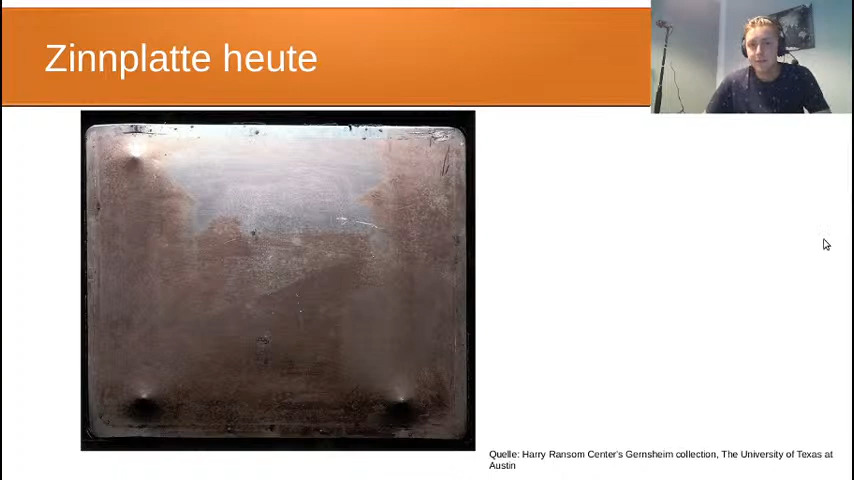 Zinnplatte heute
Quelle: Harry Ransom Center's Gernsheim collection, The University of Texas at
Austin